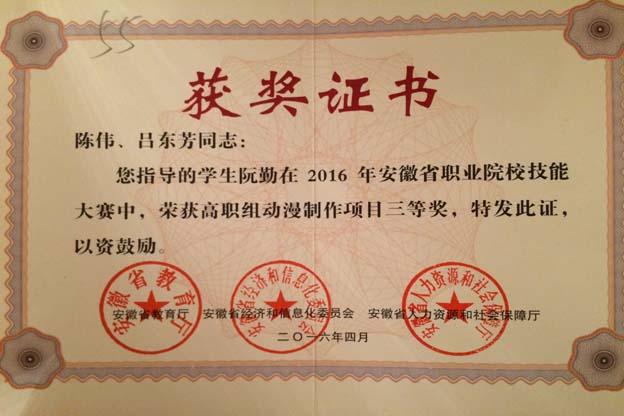 55
获奖证书
陈伟、吕东芳同志：
您指导的学生阮勤在 2016 年安徽省职业院校技能
大赛中，荣获高职组动漫制作项目三等奖，特发此证，
以资鼓励。
安徽省教育厅
安徽省经济和信息化委员会
安徽省人力资源和社会保障厅
安徽省教育厅 安徽省经济和信息化委员会 安徽省人力资源和社会保障厅
二〇一六年四月